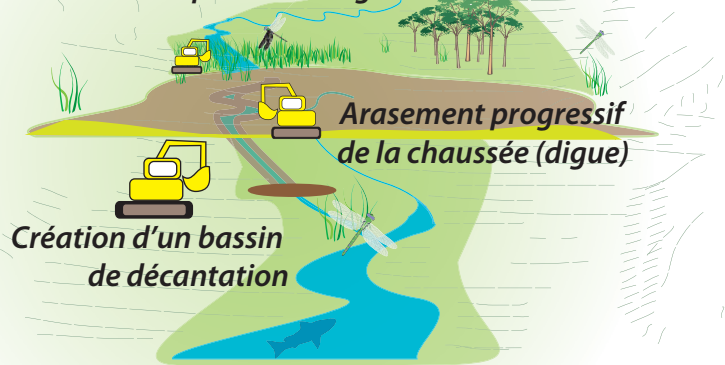 Arasement progressif
de la chaussée (digue)
Création d'un bassin
de décantation